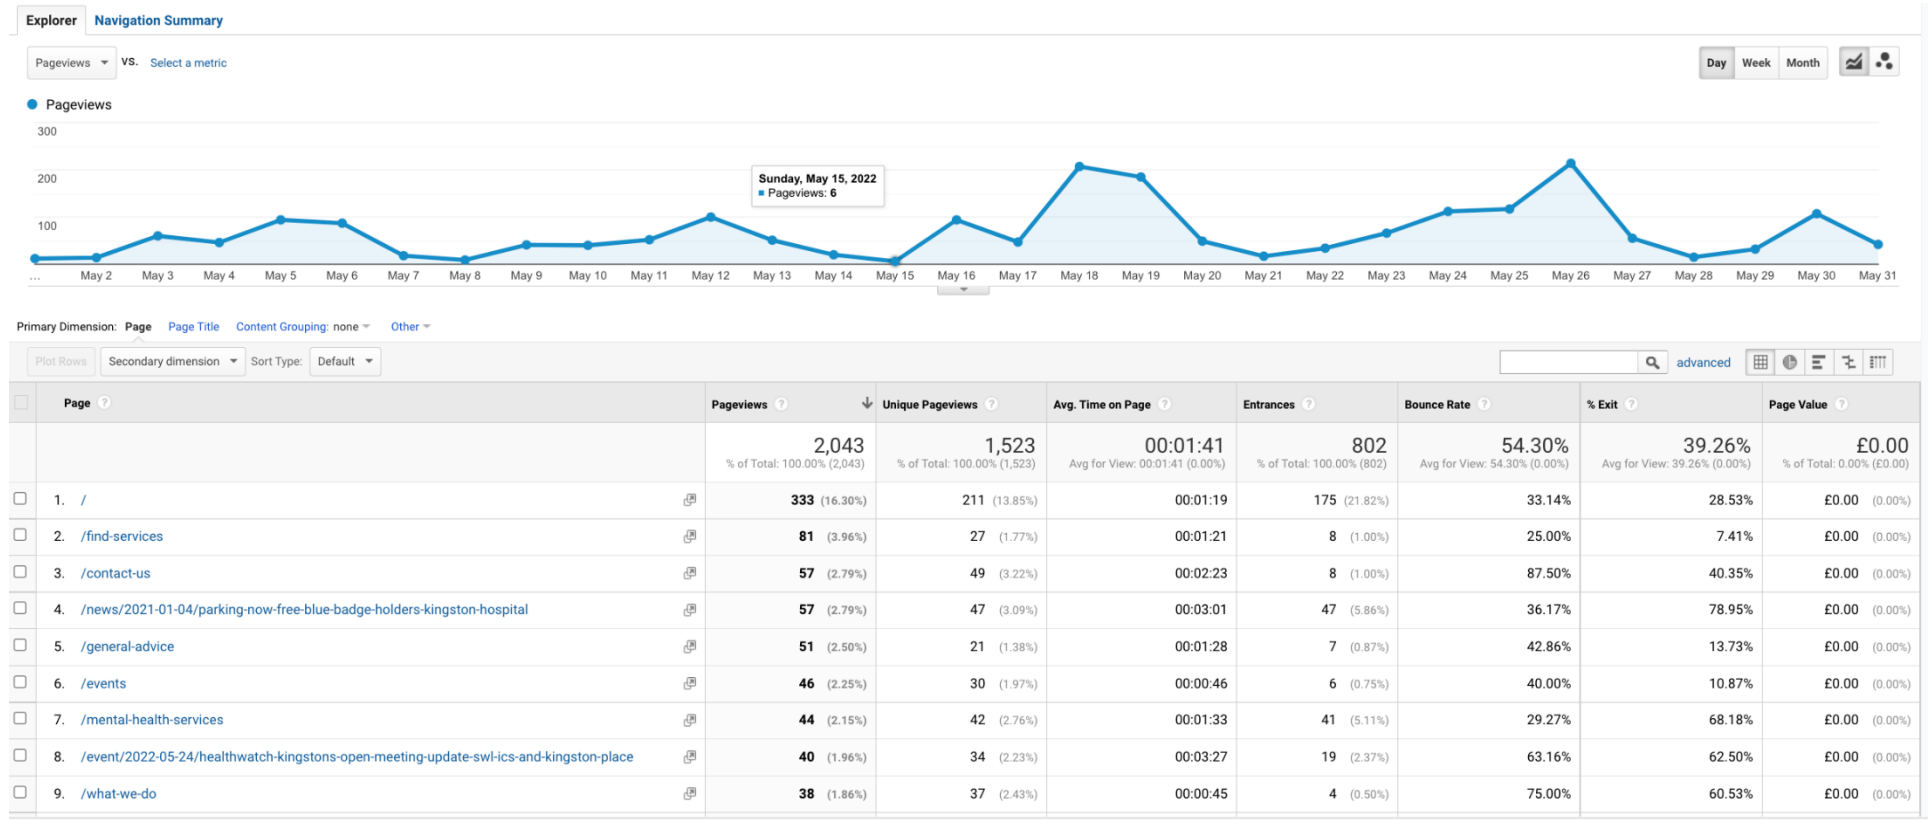 Explorer Navigation Summary
Pageviews VS. Select a metric Day Week Month
Pageviews
300
200
100
Sunday, May 15, 2022
Pageviews: 6
... May 2 May 3 May 4 May 5 May 6 May 7 May 8 May 9 May 10 May 11 May 12 May 13 May 14 May 15 May 16 May 17 May 18 May 19 May 20 May 21 May 22 May 23 May 24 May 25 May 26 May 27 May 28 May 29 May 30 May 31
Primary Dimension: Page Page Title Content Grouping: none Other
Plot Rows Secondary dimension Sort Type: Default advanced
Page ? Pageviews ? Unique Pageviews ? Avg. Time on Page ? Entrances ? Bounce Rate ? % Exit ? Page Value ?
2,043 1,523 00:01:41 802 54.30% 39.26% £0.00
% of Total: 100.00% (2,043) % of Total: 100.00% (1,523) Avg for View: 00:01:41 (0.00%) % of Total: 100.00% (802) Avg for View: 54.30% (0.00%) Avg for View: 39.26% (0.00%) % of Total: 0.00% (£0.00)
1. / 333 (16.30%) 211 (13.85%) 00:01:19 175 (21.82%) 33.14% 28.53% £0.00 (0.00%)
2. /find-services 81 (3.96%) 27 (1.77%) 00:01:21 8 (1.00%) 25.00% 7.41% £0.00 (0.00%)
3. /contact-us 57 (2.79%) 49 (3.22%) 00:02:23 8 (1.00%) 87.50% 40.35% £0.00 (0.00%)
4. /news/2021-01-04/parking-now-free-blue-badge-holders-kingston-hospital 57 (2.79%) 47 (3.09%) 00:03:01 47 (5.86%) 36.17% 78.95% £0.00 (0.00%)
5. /general-advice 51 (2.50%) 21 (1.38%) 00:01:28 7 (0.87%) 42.86% 13.73% £0.00 (0.00%)
6. /events 46 (2.25%) 30 (1.97%) 00:00:46 6 (0.75%) 40.00% 10.87% £0.00 (0.00%)
7. /mental-health-services 44 (2.15%) 42 (2.76%) 00:01:33 41 (5.11%) 29.27% 68.18% £0.00 (0.00%)
8. /event/2022-05-24/healthwatch-kingstons-open-meeting-update-swl-ics-and-kingston-place 40 (1.96%) 34 (2.23%) 00:03:27 19 (2.37%) 63.16% 62.50% £0.00 (0.00%)
9. /what-we-do 38 (1.86%) 37 (2.43%) 00:00:45 4 (0.50%) 75.00% 60.53% £0.00 (0.00%)